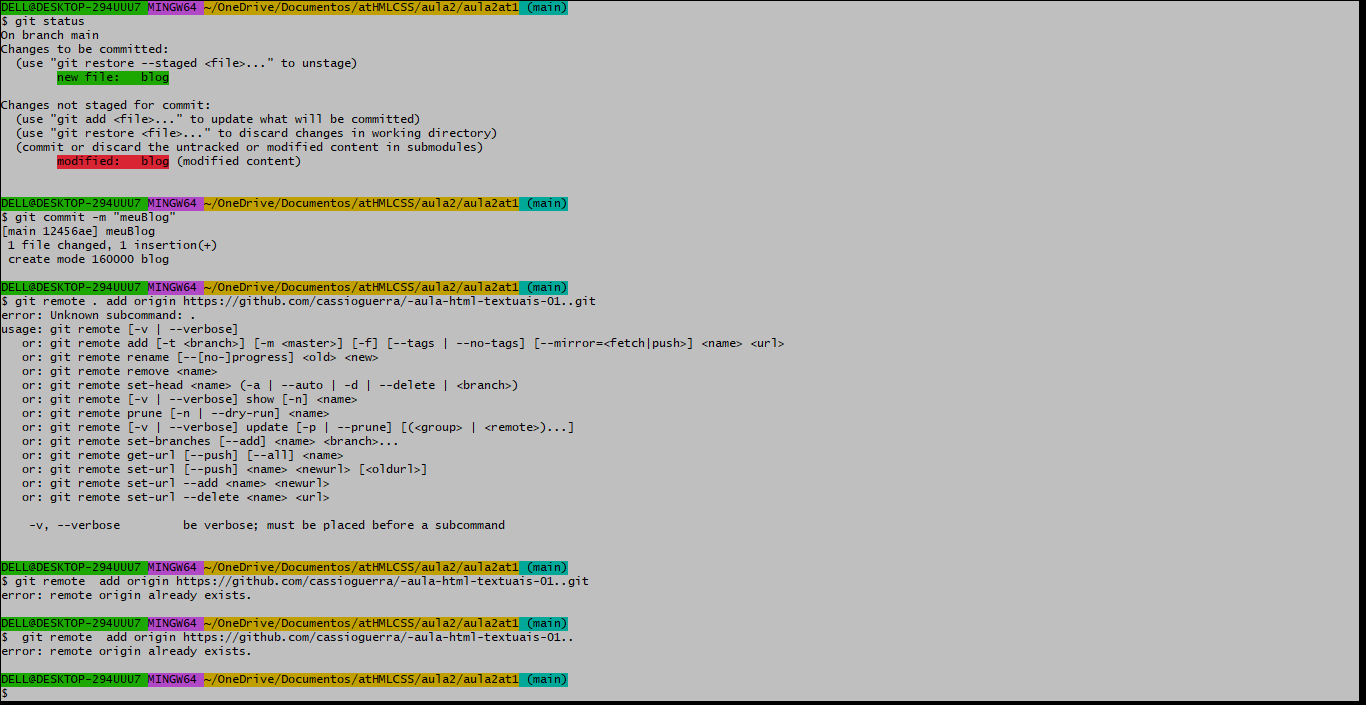 DELL@DESKTOP-294UUU7 MINGW64 ~/OneDrive/Documentos/atHMLCSS/aula2/aula2at1 (main)
$ git status
On branch main
Changes to be committed:
  (use "git restore --staged <file>..." to unstage)
        new file:   blog

Changes not staged for commit:
  (use "git add <file>..." to update what will be committed)
  (use "git restore <file>..." to discard changes in working directory)
  (commit or discard the untracked or modified content in submodules)
        modified:   blog (modified content)


DELL@DESKTOP-294UUU7 MINGW64 ~/OneDrive/Documentos/atHMLCSS/aula2/aula2at1 (main)
$ git commit -m "meuBlog"
[main 12456ae] meuBlog
 1 file changed, 1 insertion(+)
 create mode 160000 blog

DELL@DESKTOP-294UUU7 MINGW64 ~/OneDrive/Documentos/atHMLCSS/aula2/aula2at1 (main)
$ git remote . add origin https://github.com/cassioguerra/-aula-html-textuais-01..git
error: Unknown subcommand: .
usage: git remote [-v | --verbose]
   or: git remote add [-t <branch>] [-m <master>] [-f] [--tags | --no-tags] [--mirror=<fetch|push>] <name> <url>
   or: git remote rename [--[no-]progress] <old> <new>
   or: git remote remove <name>
   or: git remote set-head <name> (-a | --auto | -d | --delete | <branch>)
   or: git remote [-v | --verbose] show [-n] <name>
   or: git remote prune [-n | --dry-run] <name>
   or: git remote [-v | --verbose] update [-p | --prune] [(<group> | <remote>)...]
   or: git remote set-branches [--add] <name> <branch>...
   or: git remote get-url [--push] [--all] <name>
   or: git remote set-url [--push] <name> <newurl> [<oldurl>]
   or: git remote set-url --add <name> <newurl>
   or: git remote set-url --delete <name> <url>

    -v, --verbose         be verbose; must be placed before a subcommand


DELL@DESKTOP-294UUU7 MINGW64 ~/OneDrive/Documentos/atHMLCSS/aula2/aula2at1 (main)
$ git remote  add origin https://github.com/cassioguerra/-aula-html-textuais-01..git
error: remote origin already exists.

DELL@DESKTOP-294UUU7 MINGW64 ~/OneDrive/Documentos/atHMLCSS/aula2/aula2at1 (main)
$  git remote  add origin https://github.com/cassioguerra/-aula-html-textuais-01..
error: remote origin already exists.

DELL@DESKTOP-294UUU7 MINGW64 ~/OneDrive/Documentos/atHMLCSS/aula2/aula2at1 (main)
$